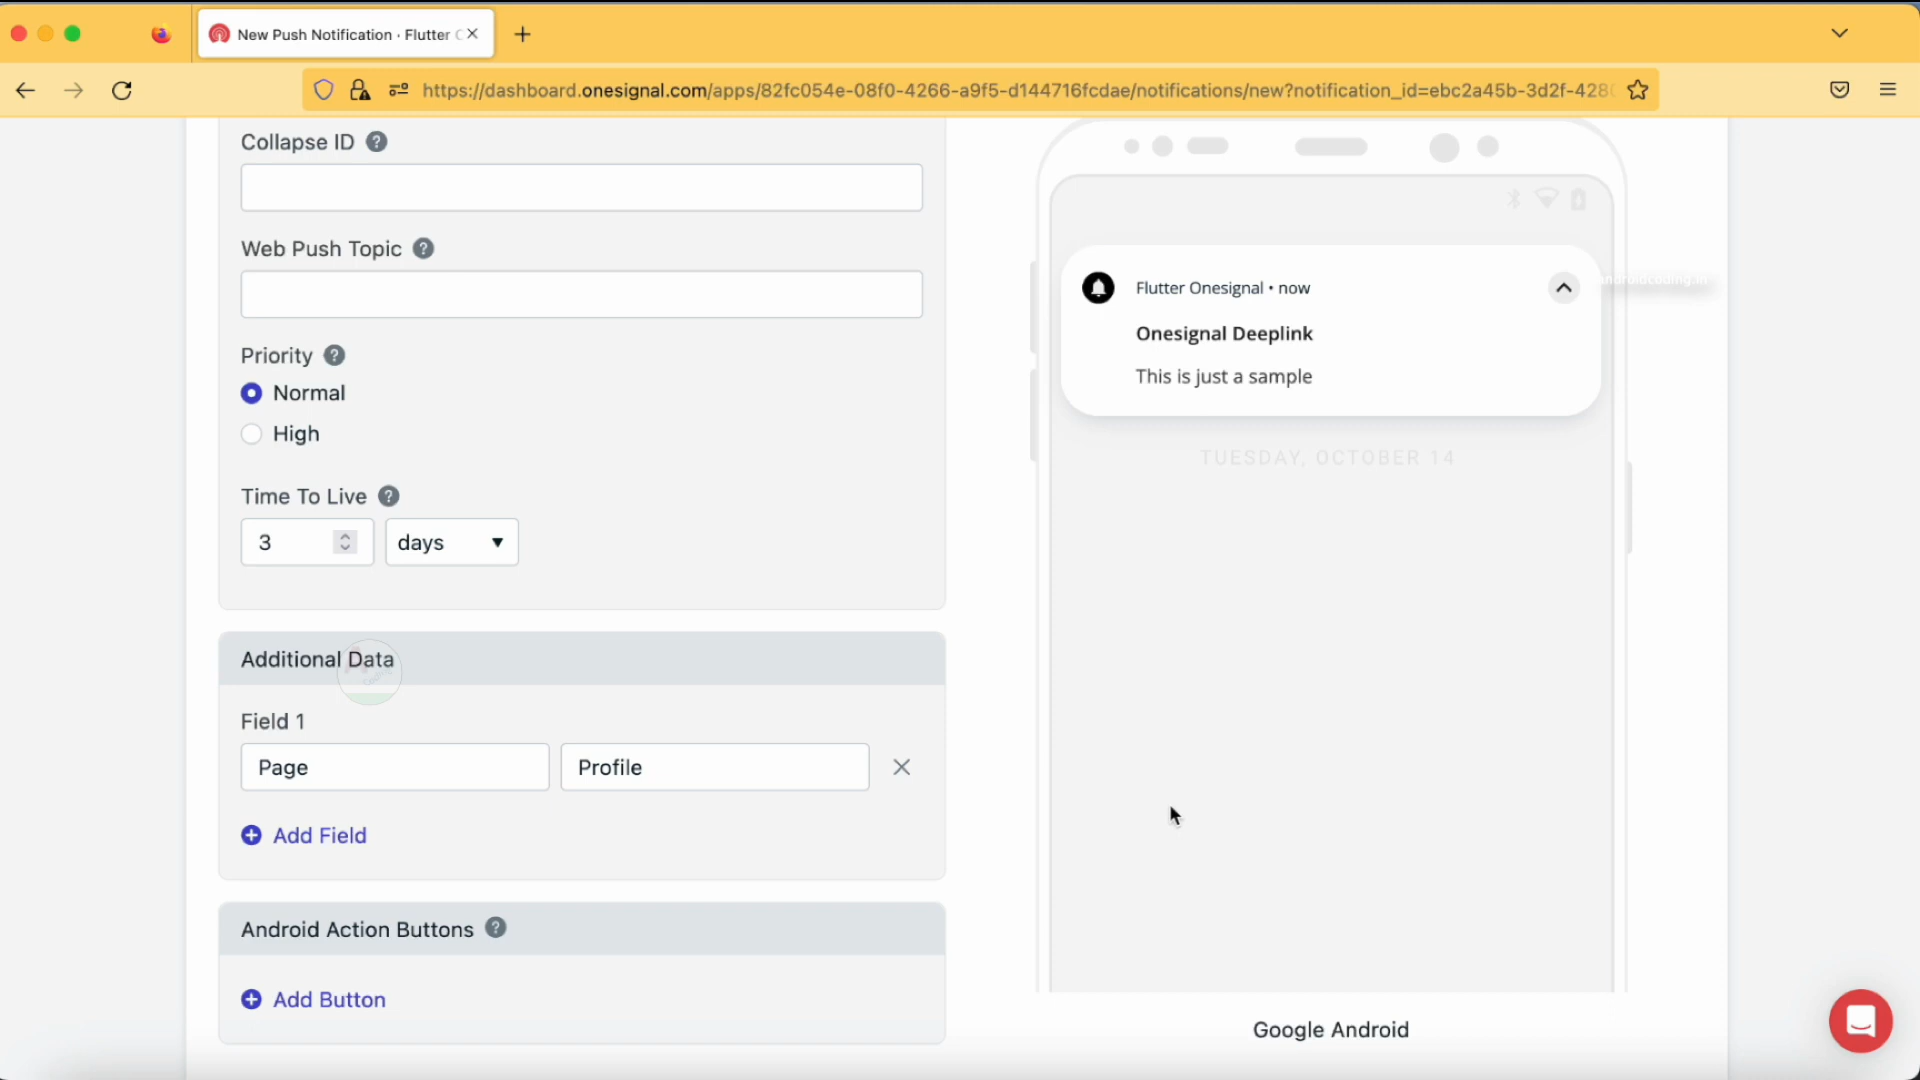 New Push Notification · Flutter
https://dashboard.onesignal.com/apps/82fc054e-08f0-4266-a9f5-d144716fcdae/notifications/new?notification_id=ebc2a45b-3d2f-428
Collapse ID
Web Push Topic
Priority
Normal
High
Time To Live
3 days
Additional Data
Field 1
Page Profile
Add Field
Android Action Buttons
Add Button
Flutter Onesignal • now
Onesignal Deeplink
This is just a sample
TUESDAY, OCTOBER 14
Google Android